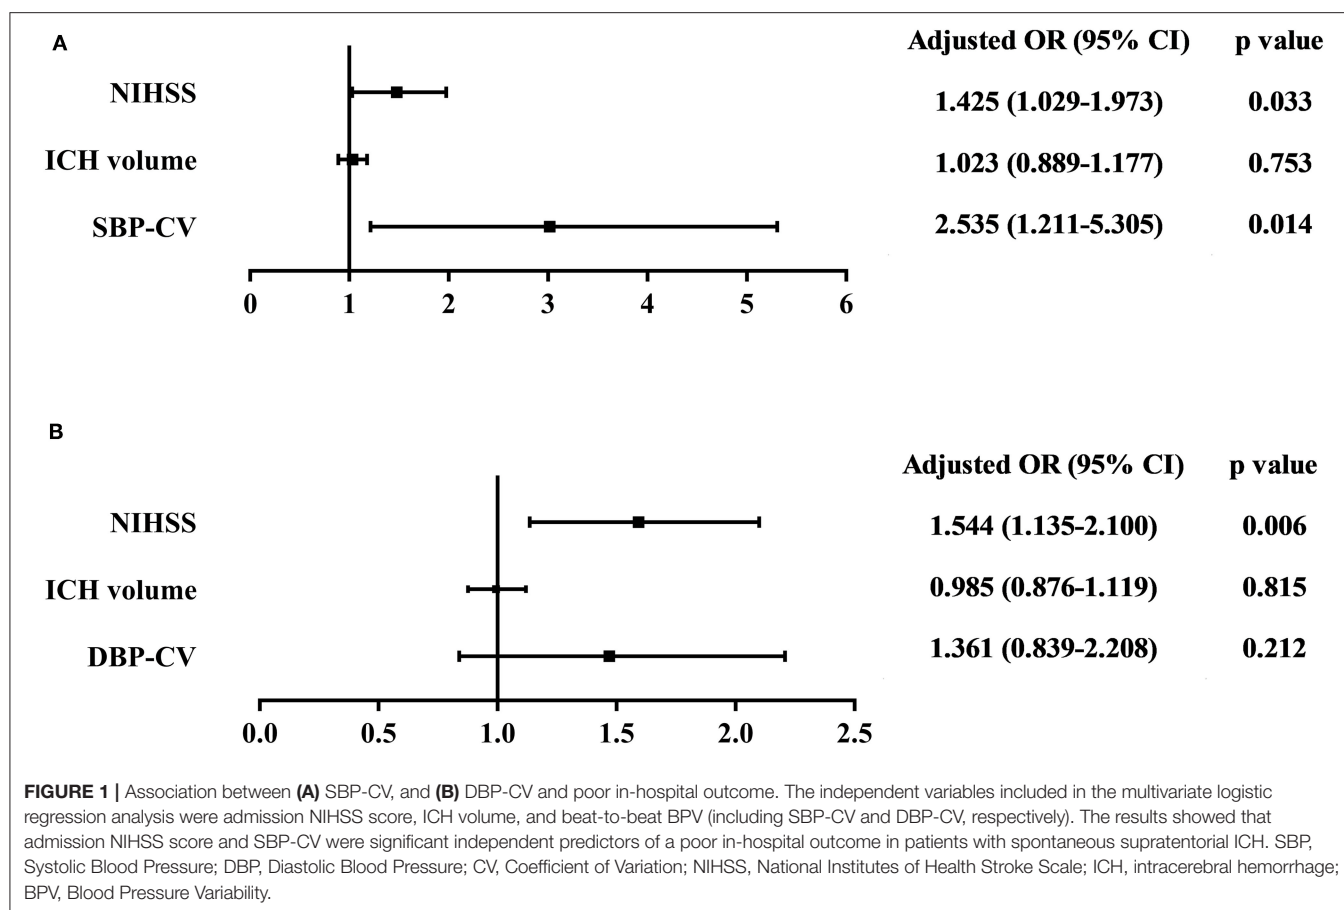 A
Adjusted OR (95% CI) p value
NIHSS 1.425 (1.029-1.973) 0.033
ICH volume 1.023 (0.889-1.177) 0.753
SBP-CV 2.535 (1.211-5.305) 0.014
0 1 2 3 4 5 6
B
Adjusted OR (95% CI) p value
NIHSS 1.544 (1.135-2.100) 0.006
ICH volume 0.985 (0.876-1.119) 0.815
DBP-CV 1.361 (0.839-2.208) 0.212
0.0 0.5 1.0 1.5 2.0 2.5
FIGURE 1 | Association between (A) SBP-CV, and (B) DBP-CV and poor in-hospital outcome. The independent variables included in the multivariate logistic
regression analysis were admission NIHSS score, ICH volume, and beat-to-beat BPV (including SBP-CV and DBP-CV, respectively). The results showed that
admission NIHSS score and SBP-CV were significant independent predictors of a poor in-hospital outcome in patients with spontaneous supratentorial ICH. SBP,
Systolic Blood Pressure; DBP, Diastolic Blood Pressure; CV, Coefficient of Variation; NIHSS, National Institutes of Health Stroke Scale; ICH, intracerebral hemorrhage;
BPV, Blood Pressure Variability.